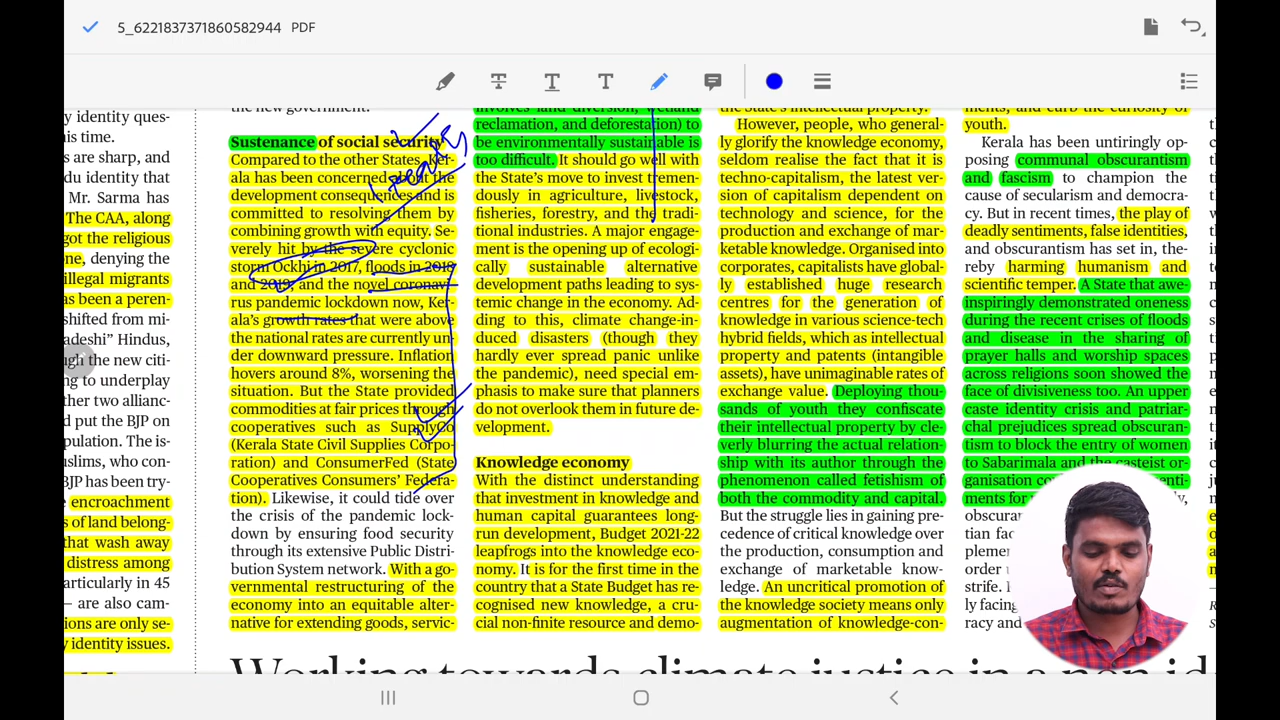 5_6221837371860582944 PDF
y identity ques-
is time.
s are sharp, and
du identity that
Mr. Sarma has
The CAA, along
got the religious
one, denying the
illegal migrants
as been a peren-
shifted from mi-
adeshi” Hindus,
ugh the new citi-
ng to underplay
ther two allianc-
d put the BJP on
pulation. The is-
uslims, who con-
BJP has been try-
e encroachment
s of land belong-
that wash away
distress among
articularly in 45
— are also cam-
ions are only se-
y identity issues.
the new government.
Sustenance of social security
Compared to the other States, Ker-
ala has been concerned about the
development consequences and is
committed to resolving them by
combining growth with equity. Se-
verely hit by the severe cyclonic
storm Ockhi in 2017, floods in 2018
and 2019, and the novel coronavi-
rus pandemic lockdown now, Ker-
ala’s growth rates that were above
the national rates are currently un-
der downward pressure. Inflation
hovers around 8%, worsening the
situation. But the State provided
commodities at fair prices through
cooperatives such as SupplyCo
(Kerala State Civil Supplies Corpo-
ration) and ConsumerFed (State
Cooperatives Consumers’ Federa-
tion). Likewise, it could tide over
the crisis of the pandemic lock-
down by ensuring food security
through its extensive Public Distri-
bution System network. With a go-
vernmental restructuring of the
economy into an equitable alter-
native for extending goods, servic-
involves land diversion, wetland
reclamation, and deforestation) to
be environmentally sustainable is
too difficult. It should go well with
the State’s move to invest tremen-
dously in agriculture, livestock,
fisheries, forestry, and the tradi-
tional industries. A major engage-
ment is the opening up of ecologi-
cally sustainable alternative
development paths leading to sys-
temic change in the economy. Ad-
ding to this, climate change-in-
duced disasters (though they
hardly ever spread panic unlike
the pandemic), need special em-
phasis to make sure that planners
do not overlook them in future de-
velopment.
Knowledge economy
With the distinct understanding
that investment in knowledge and
human capital guarantees long-
run development, Budget 2021-22
leapfrogs into the knowledge eco-
nomy. It is for the first time in the
country that a State Budget has re-
cognised new knowledge, a cru-
cial non-finite resource and demo-
the State’s intellectual property.
However, people, who general-
ly glorify the knowledge economy,
seldom realise the fact that it is
techno-capitalism, the latest ver-
sion of capitalism dependent on
technology and science, for the
production and exchange of mar-
ketable knowledge. Organised into
corporates, capitalists have global-
ly established huge research
centres for the generation of
knowledge in various science-tech
hybrid fields, which as intellectual
property and patents (intangible
assets), have unimaginable rates of
exchange value. Deploying thou-
sands of youth they confiscate
their intellectual property by cle-
verly blurring the actual relation-
ship with its author through the
phenomenon called fetishism of
both the commodity and capital.
But the struggle lies in gaining pre-
cedence of critical knowledge over
the production, consumption and
exchange of marketable know-
ledge. An uncritical promotion of
the knowledge society means only
augmentation of knowledge-con-
ments, and curb the curiosity of
youth.
Kerala has been untiringly op-
posing communal obscurantism
and fascism to champion the
cause of secularism and democra-
cy. But in recent times, the play of
deadly sentiments, false identities,
and obscurantism has set in, the-
reby harming humanism and
scientific temper. A State that awe-
inspiringly demonstrated oneness
during the recent crises of floods
and disease in the sharing of
prayer halls and worship spaces
across religions soon showed the
face of divisiveness too. An upper
caste identity crisis and patriar-
chal prejudices spread obscuran-
tism to block the entry of women
to Sabarimala and the casteist or-
ganisation
ments for
obscuran
tian fac
plemen
order
strife.
ly facing
racy and
Working towards climate justice in a non-id